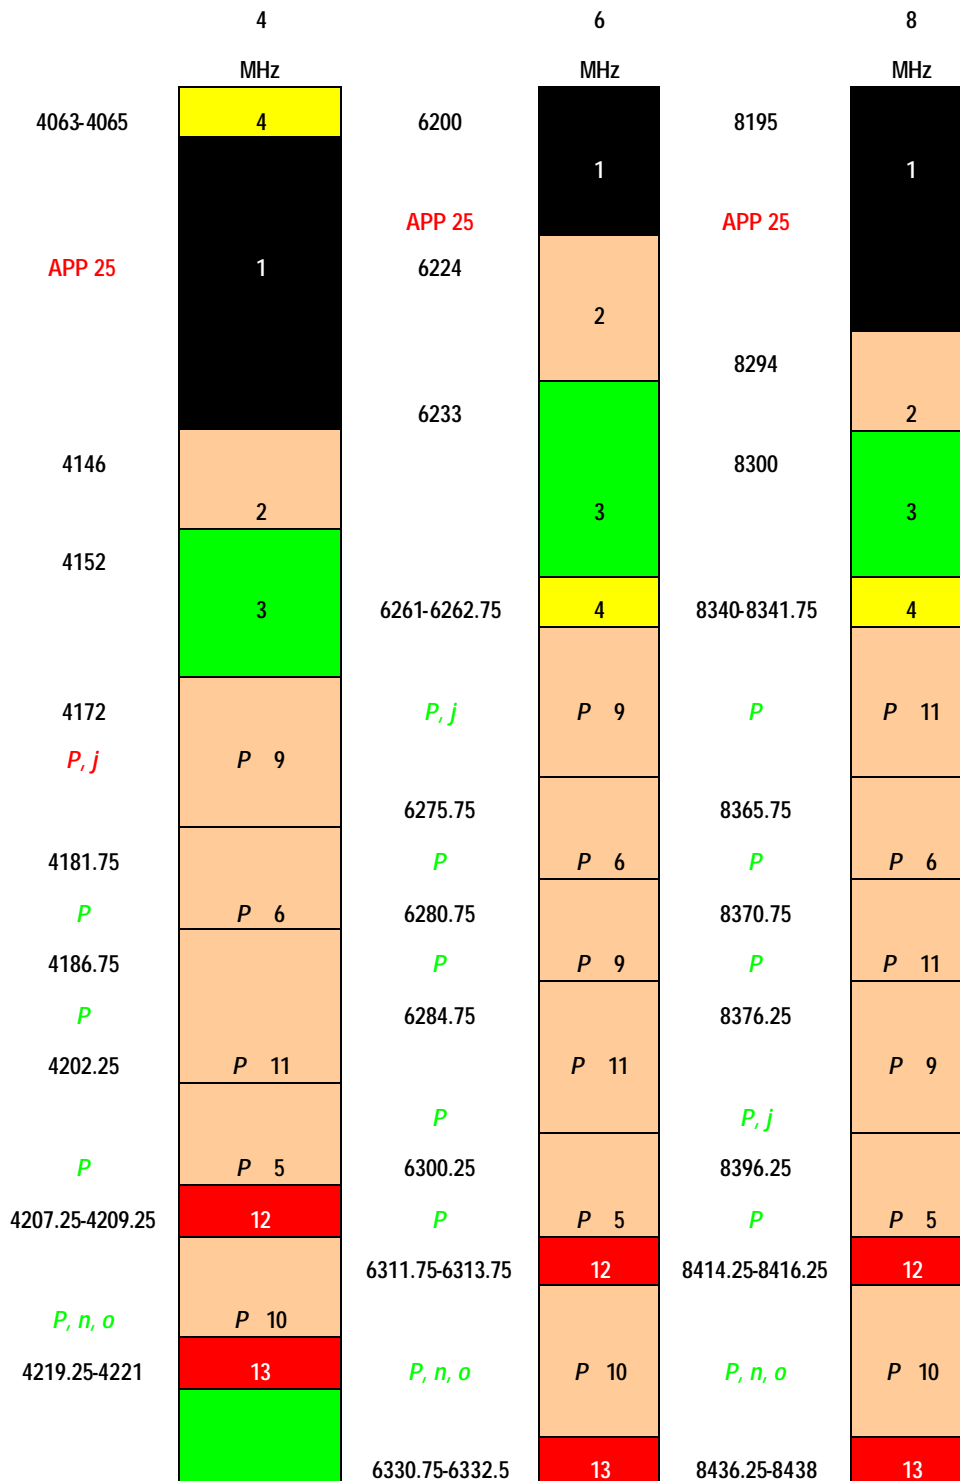 4 6 8
MHz MHz MHz
4063-4065 4 6200 8195
1 1
APP 25 APP 25
APP 25 1 6224
2
8294
6233 2
4146 8300
2 3 3
4152
3 6261-6262.75 4 8340-8341.75 4
4172 P, j P 9 P P 11
P, j P 9
6275.75 8365.75
4181.75 P P 6 P P 6
P P 6 6280.75 8370.75
4186.75 P P 9 P P 11
P 6284.75 8376.25
4202.25 P 11 P 11 P 9
P P, j
P P 5 6300.25 8396.25
4207.25-4209.25 12 P P 5 P P 5
6311.75-6313.75 12 8414.25-8416.25 12
P, n, o P 10
4219.25-4221 13 P, n, o P 10 P, n, o P 10
6330.75-6332.5 13 8436.25-8438 13